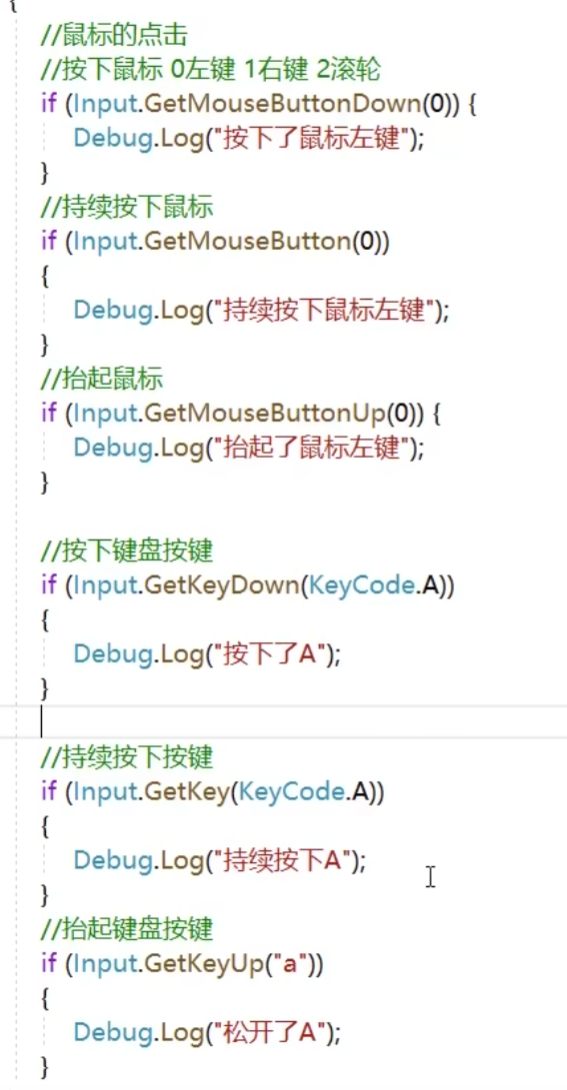 {
//鼠标的点击
//按下鼠标 0左键 1右键 2滚轮
if (Input.GetMouseButtonDown(0)) {
Debug.Log("按下了鼠标左键");
}
//持续按下鼠标
if (Input.GetMouseButton(0))
{
Debug.Log("持续按下鼠标左键");
}
//抬起鼠标
if (Input.GetMouseButtonUp(0)) {
Debug.Log("抬起了鼠标左键");
}
//按下键盘按键
if (Input.GetKeyDown(KeyCode.A))
{
Debug.Log("按下了A");
}
//持续按下按键
if (Input.GetKey(KeyCode.A))
{
Debug.Log("持续按下A");
}
//抬起键盘按键
if (Input.GetKeyUp("a"))
{
Debug.Log("松开了A");
}